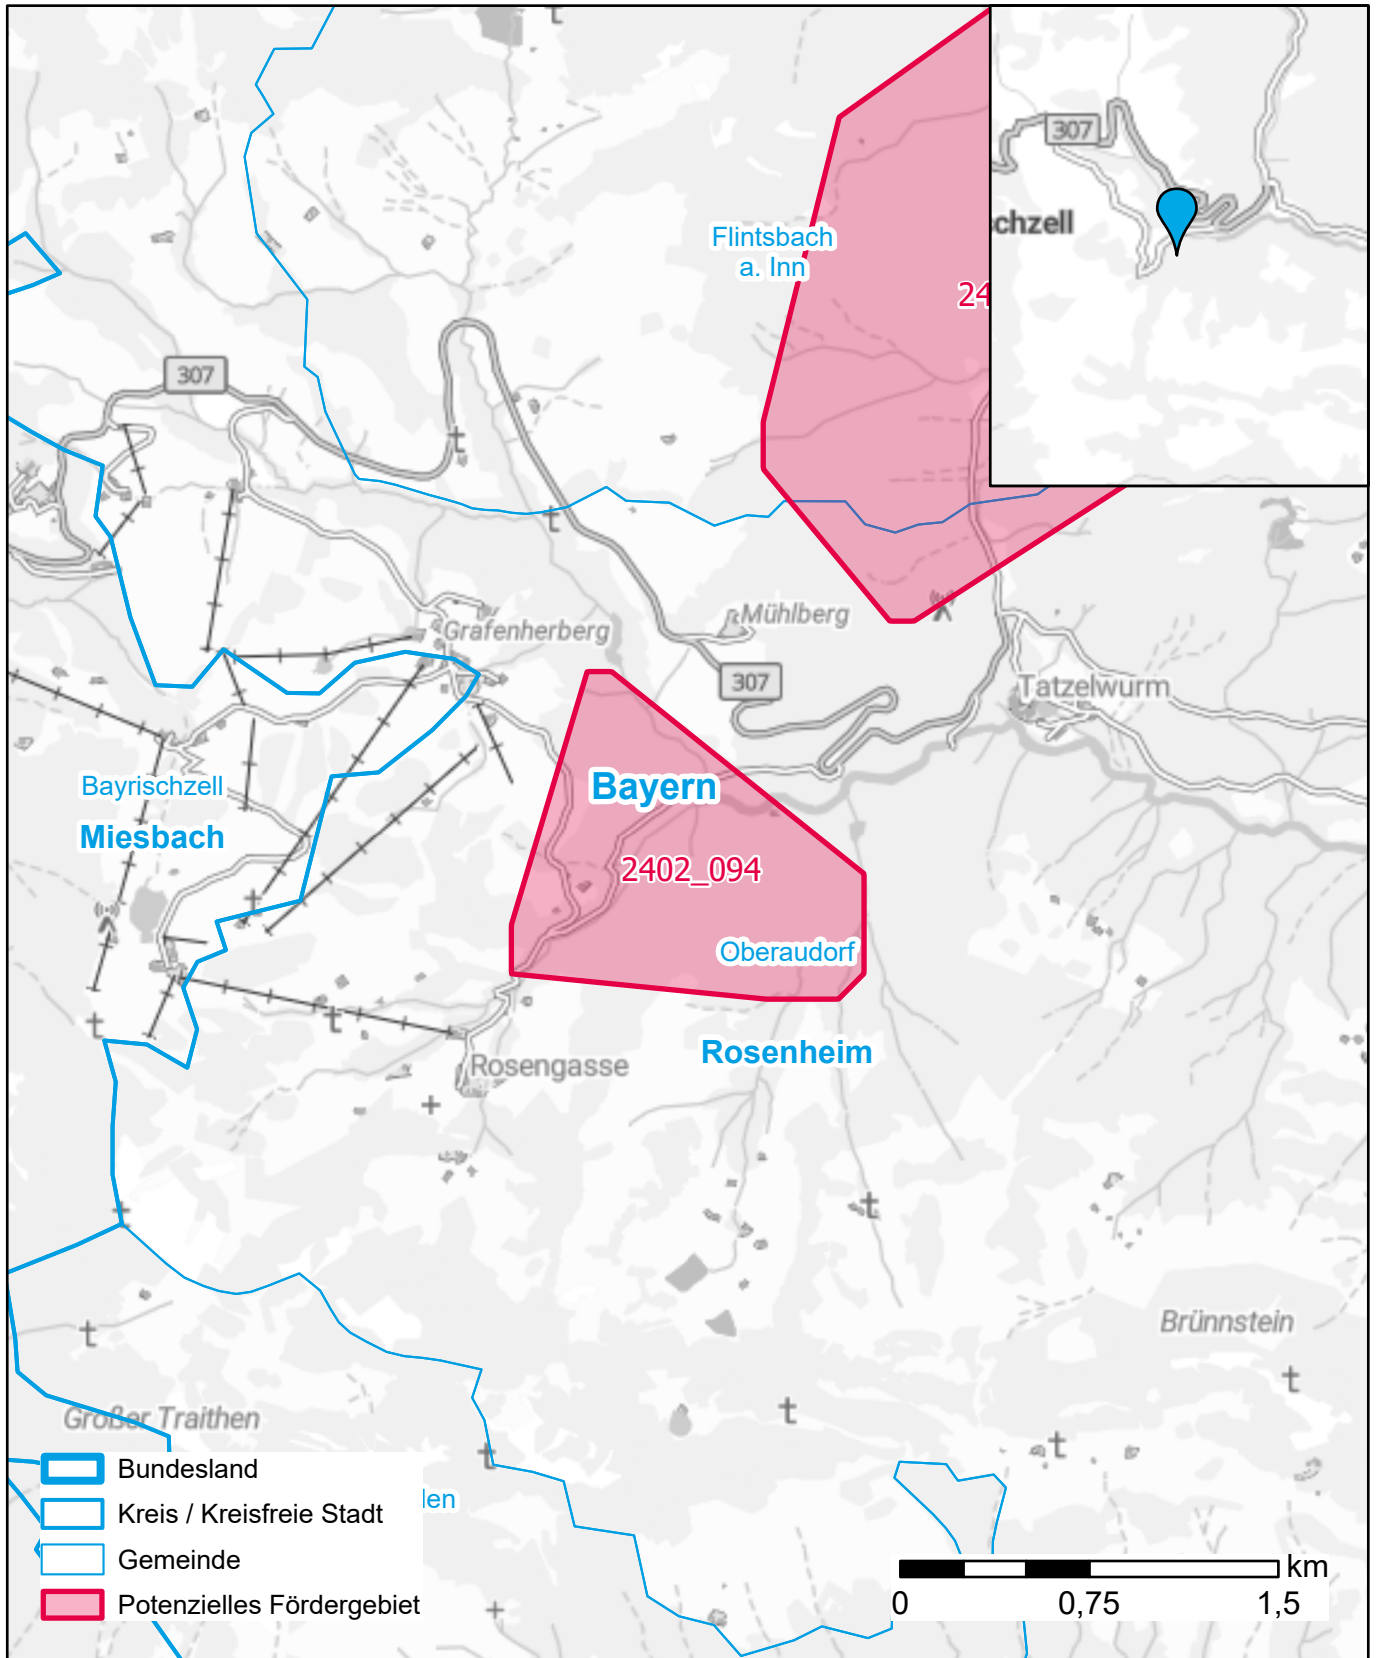 307
schzell
Flintsbach
a. Inn
24
307
Mühlberg
Grafenherberg
307
Tatzelwurm
Bayern
Bayrischzell
Miesbach
2402_094
Oberaudorf
Rosenheim
Rosengasse
Brünnstein
Großer Traithen
Bundesland
Kreis / Kreisfreie Stadt
len
Gemeinde
Potenzielles Fördergebiet
km
0 0,75 1,5